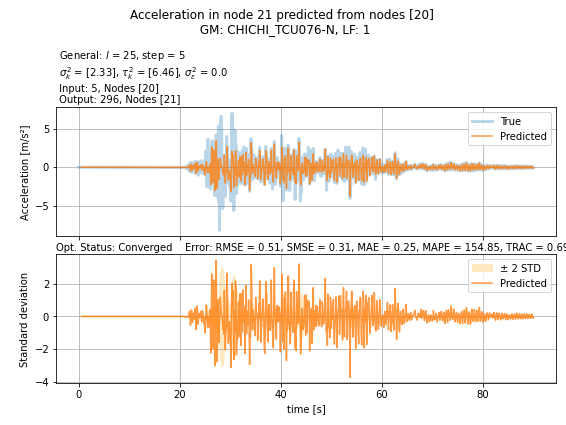 Acceleration in node 21 predicted from nodes [20]
GM: CHICHI_TCU076-N, LF: 1
General: l = 25, step = 5
σ²ₖ = [2.33], τ²ₖ = [6.46], σ²ε = 0.0
Input: 5, Nodes [20]
Output: 296, Nodes [21]
True
Predicted
Acceleration [m/s²]
5
0
−5
Opt. Status: Converged Error: RMSE = 0.51, SMSE = 0.31, MAE = 0.25, MAPE = 154.85, TRAC = 0.69
± 2 STD
Predicted
Standard deviation
2
0
−2
−4
0 20 40 60 80
time [s]